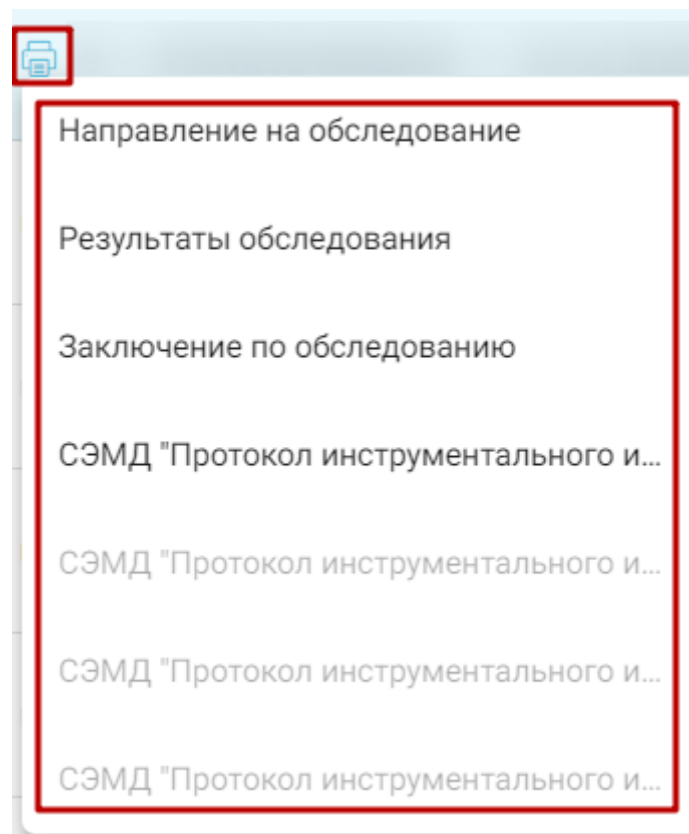 Направление на обследование
Результаты обследования
Заключение по обследованию
СЭМД "Протокол инструментального и...
СЭМД "Протокол инструментального и...
СЭМД "Протокол инструментального и...
СЭМД "Протокол инструментального и...